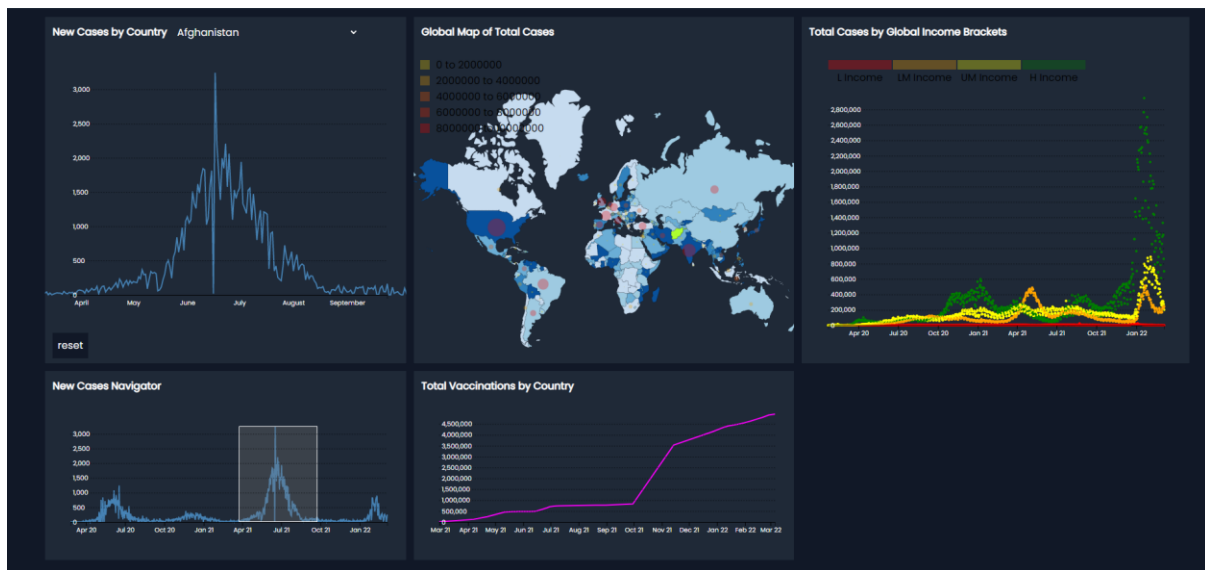 New Cases by Country Afghanistan
3,000
2,500
2,000
1,500
1,000
500
0
April May June July August September
reset
Global Map of Total Cases
0 to 2000000
2000000 to 4000000
4000000 to 6000000
6000000 to 8000000
Total Cases by Global Income Brackets
L Income LM Income UM Income H Income
2,800,000
2,600,000
2,400,000
2,200,000
2,000,000
1,800,000
1,600,000
1,400,000
1,200,000
1,000,000
800,000
600,000
400,000
200,000
0
Apr 20 Jul 20 Oct 20 Jan 21 Apr 21 Jul 21 Oct 21 Jan 22
New Cases Navigator
3,000
2,500
2,000
1,500
1,000
500
0
Apr 20 Jul 20 Oct 20 Jan 21 Apr 21 Jul 21 Oct 21 Jan 22
Total Vaccinations by Country
4,500,000
4,000,000
3,500,000
3,000,000
2,500,000
2,000,000
1,500,000
1,000,000
500,000
0
Mar 21 Apr 21 May 21 Jun 21 Jul 21 Aug 21 Sep 21 Oct 21 Nov 21 Dec 21 Jan 22 Feb 22 Mar 22